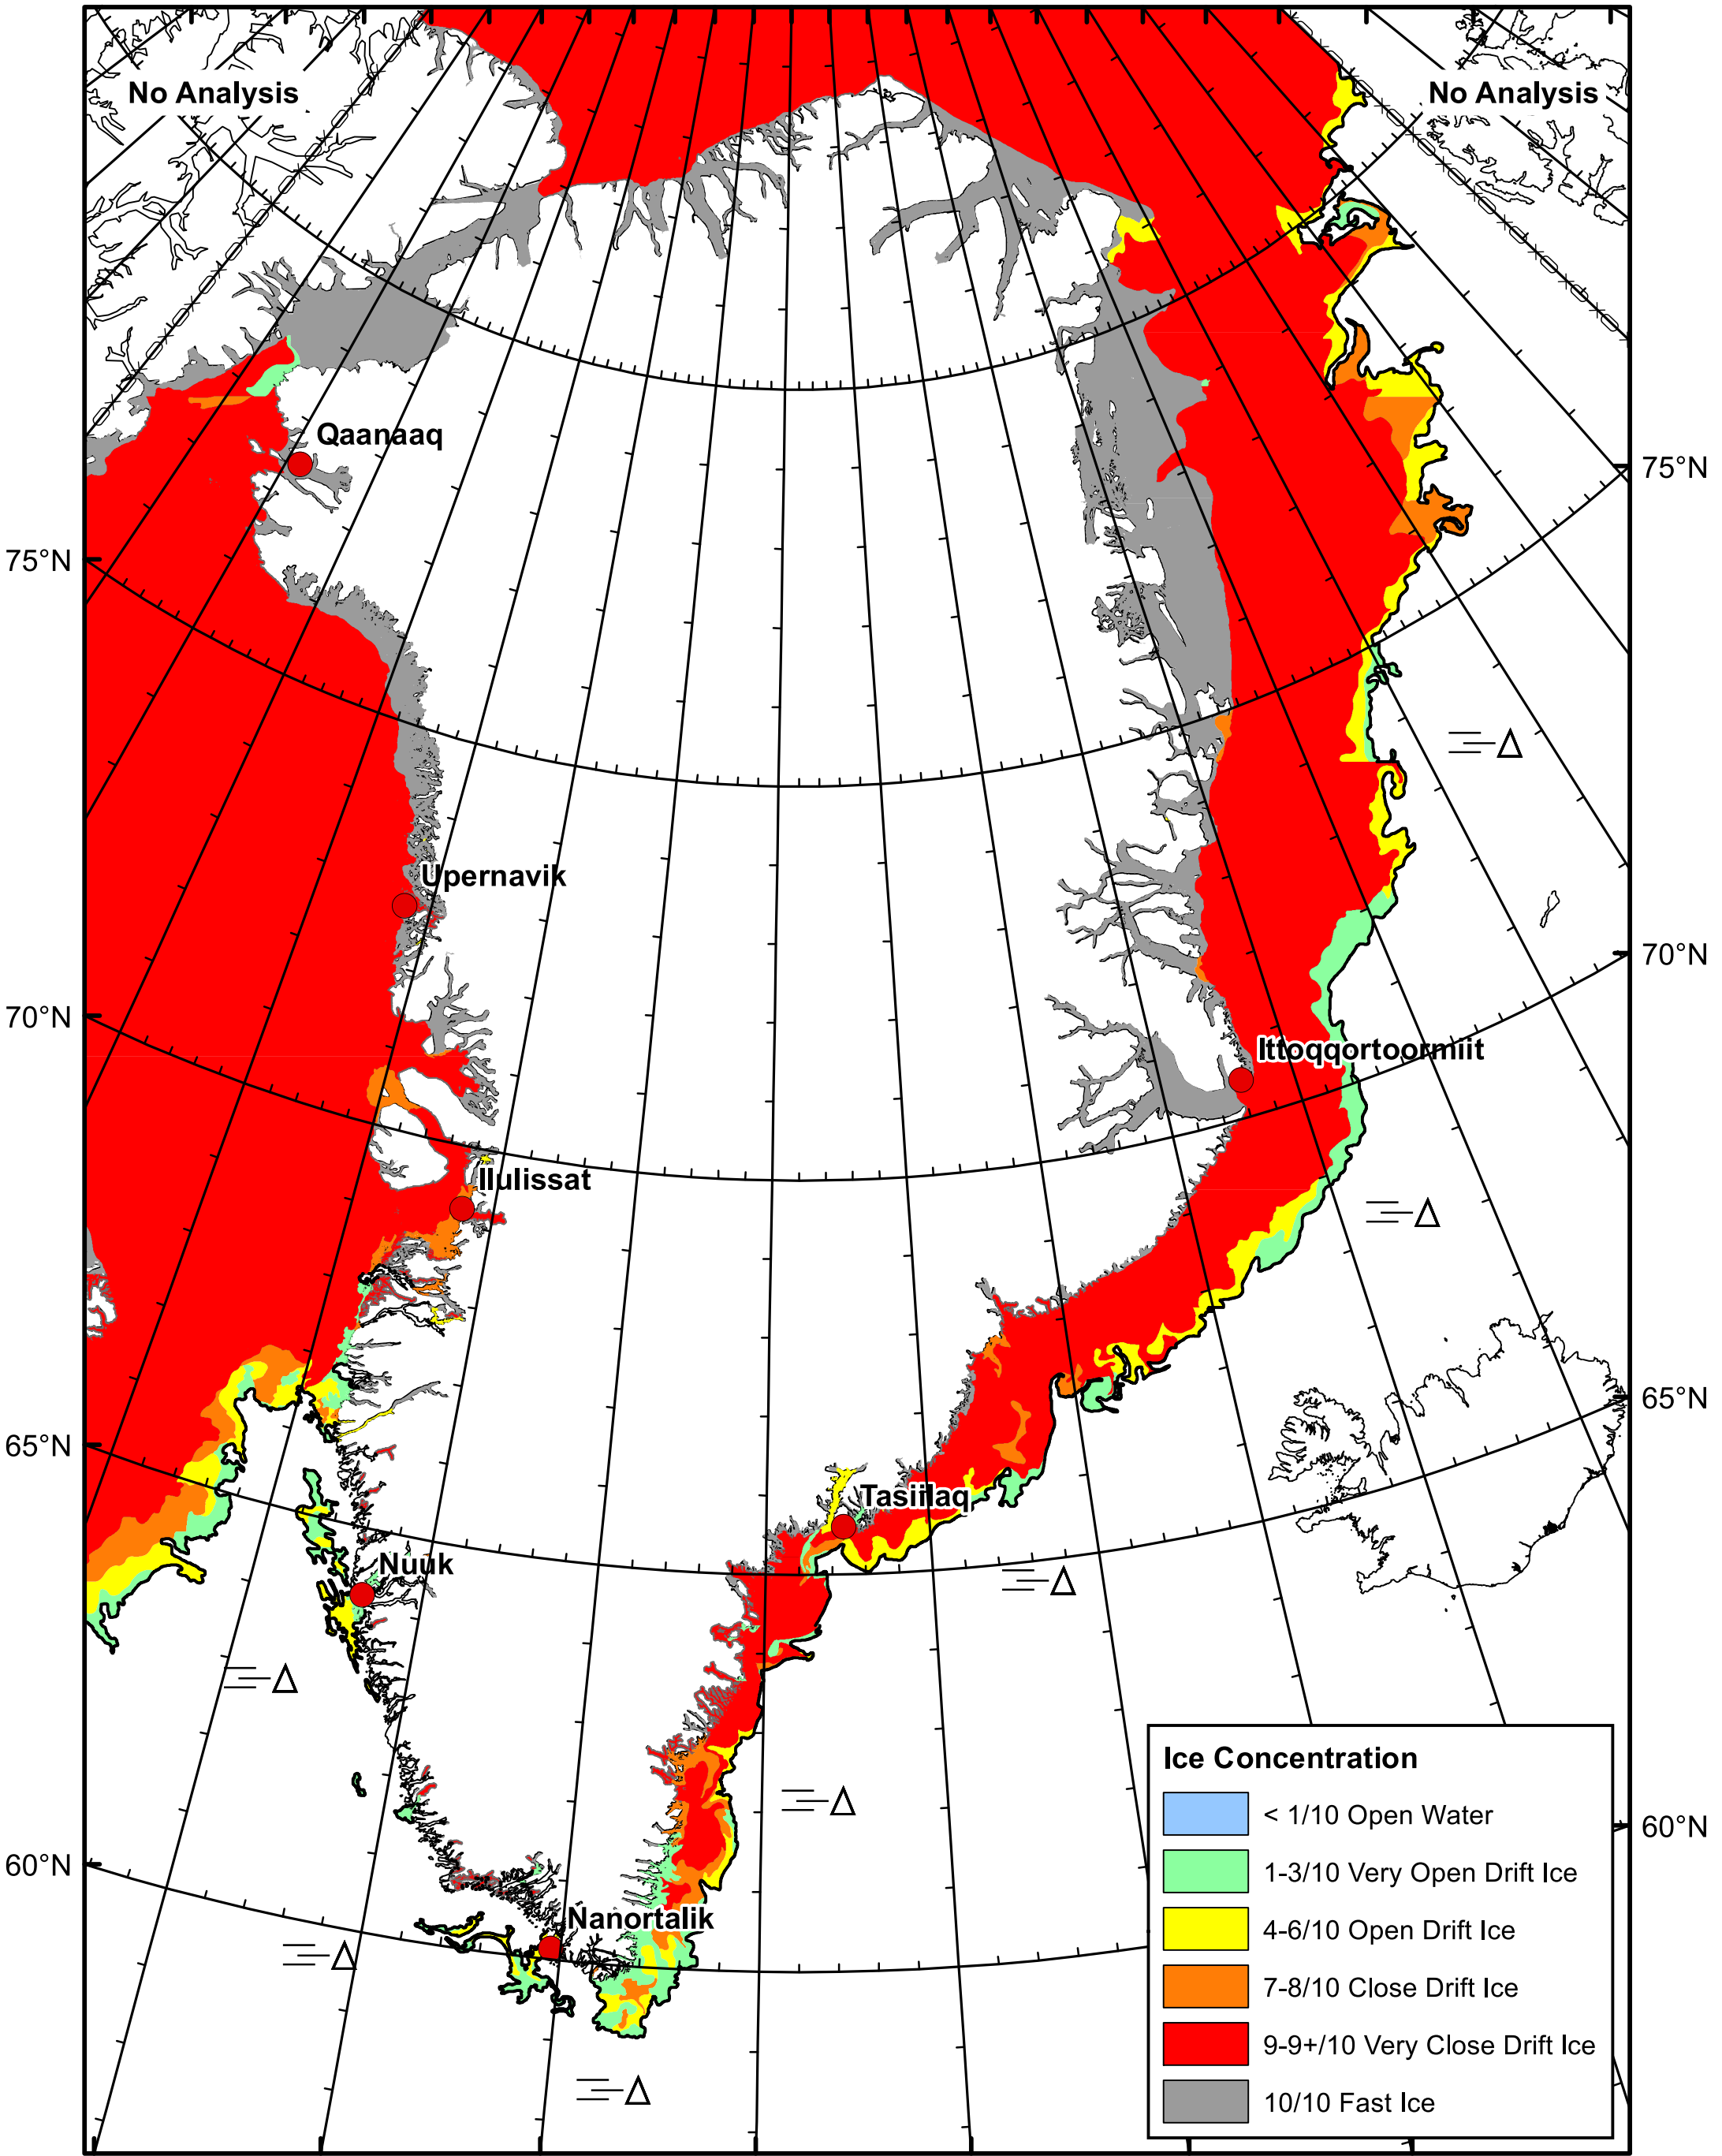 No Analysis
No Analysis
Qaanaaq
75°N
75°N
Upernavik
70°N
70°N
Ittoqqortoormiit
Ilulissat
65°N
65°N
Tasiilaq
Nuuk
60°N
60°N
Nanortalik
Ice Concentration
< 1/10 Open Water
1-3/10 Very Open Drift Ice
4-6/10 Open Drift Ice
7-8/10 Close Drift Ice
9-9+/10 Very Close Drift Ice
10/10 Fast Ice